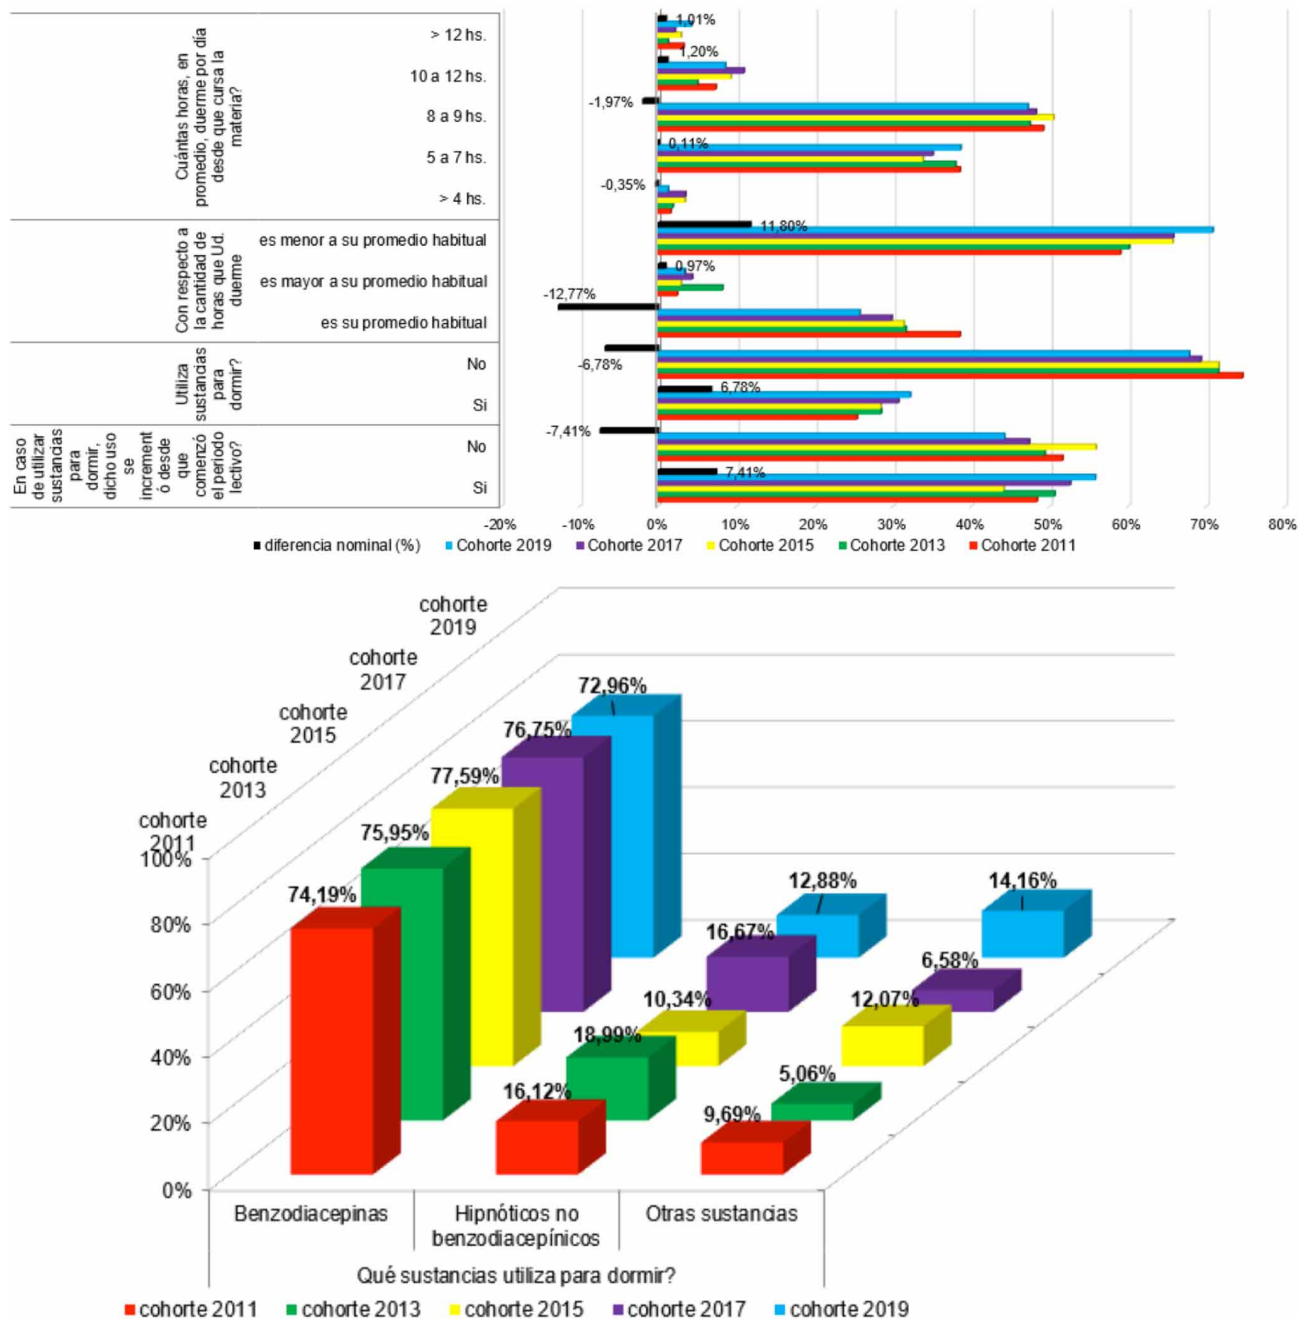 Cuántas horas, en
promedio, duerme por día
desde que cursa la
materia?
> 12 hs.
1,01%
10 a 12 hs.
1,20%
8 a 9 hs.
-1,97%
5 a 7 hs.
0,11%
> 4 hs.
-0,35%
Con respecto a
la cantidad de
horas que Ud.
duerme
es menor a su promedio habitual
11,80%
es mayor a su promedio habitual
0,97%
es su promedio habitual
-12,77%
Utiliza
sustancias
para
dormir?
No
-6,78%
Si
6,78%
En caso
de utilizar
sustancias
para
dormir,
dicho uso
se
increment
ó desde
que
comenzó
el periodo
lectivo?
No
-7,41%
Si
7,41%
-20% -10% 0% 10% 20% 30% 40% 50% 60% 70% 80%
diferencia nominal (%) Cohorte 2019 Cohorte 2017 Cohorte 2015 Cohorte 2013 Cohorte 2011
cohorte
2019
cohorte
2017
cohorte
2015
cohorte
2013
cohorte
2011
100%
80%
60%
40%
20%
0%
72,96%
76,75%
77,59%
75,95%
74,19%
12,88%
16,67%
10,34%
18,99%
16,12%
14,16%
6,58%
12,07%
5,06%
9,69%
Benzodiacepinas
Hipnóticos no
benzodiacepínicos
Otras sustancias
Qué sustancias utiliza para dormir?
cohorte 2011 cohorte 2013 cohorte 2015 cohorte 2017 cohorte 2019